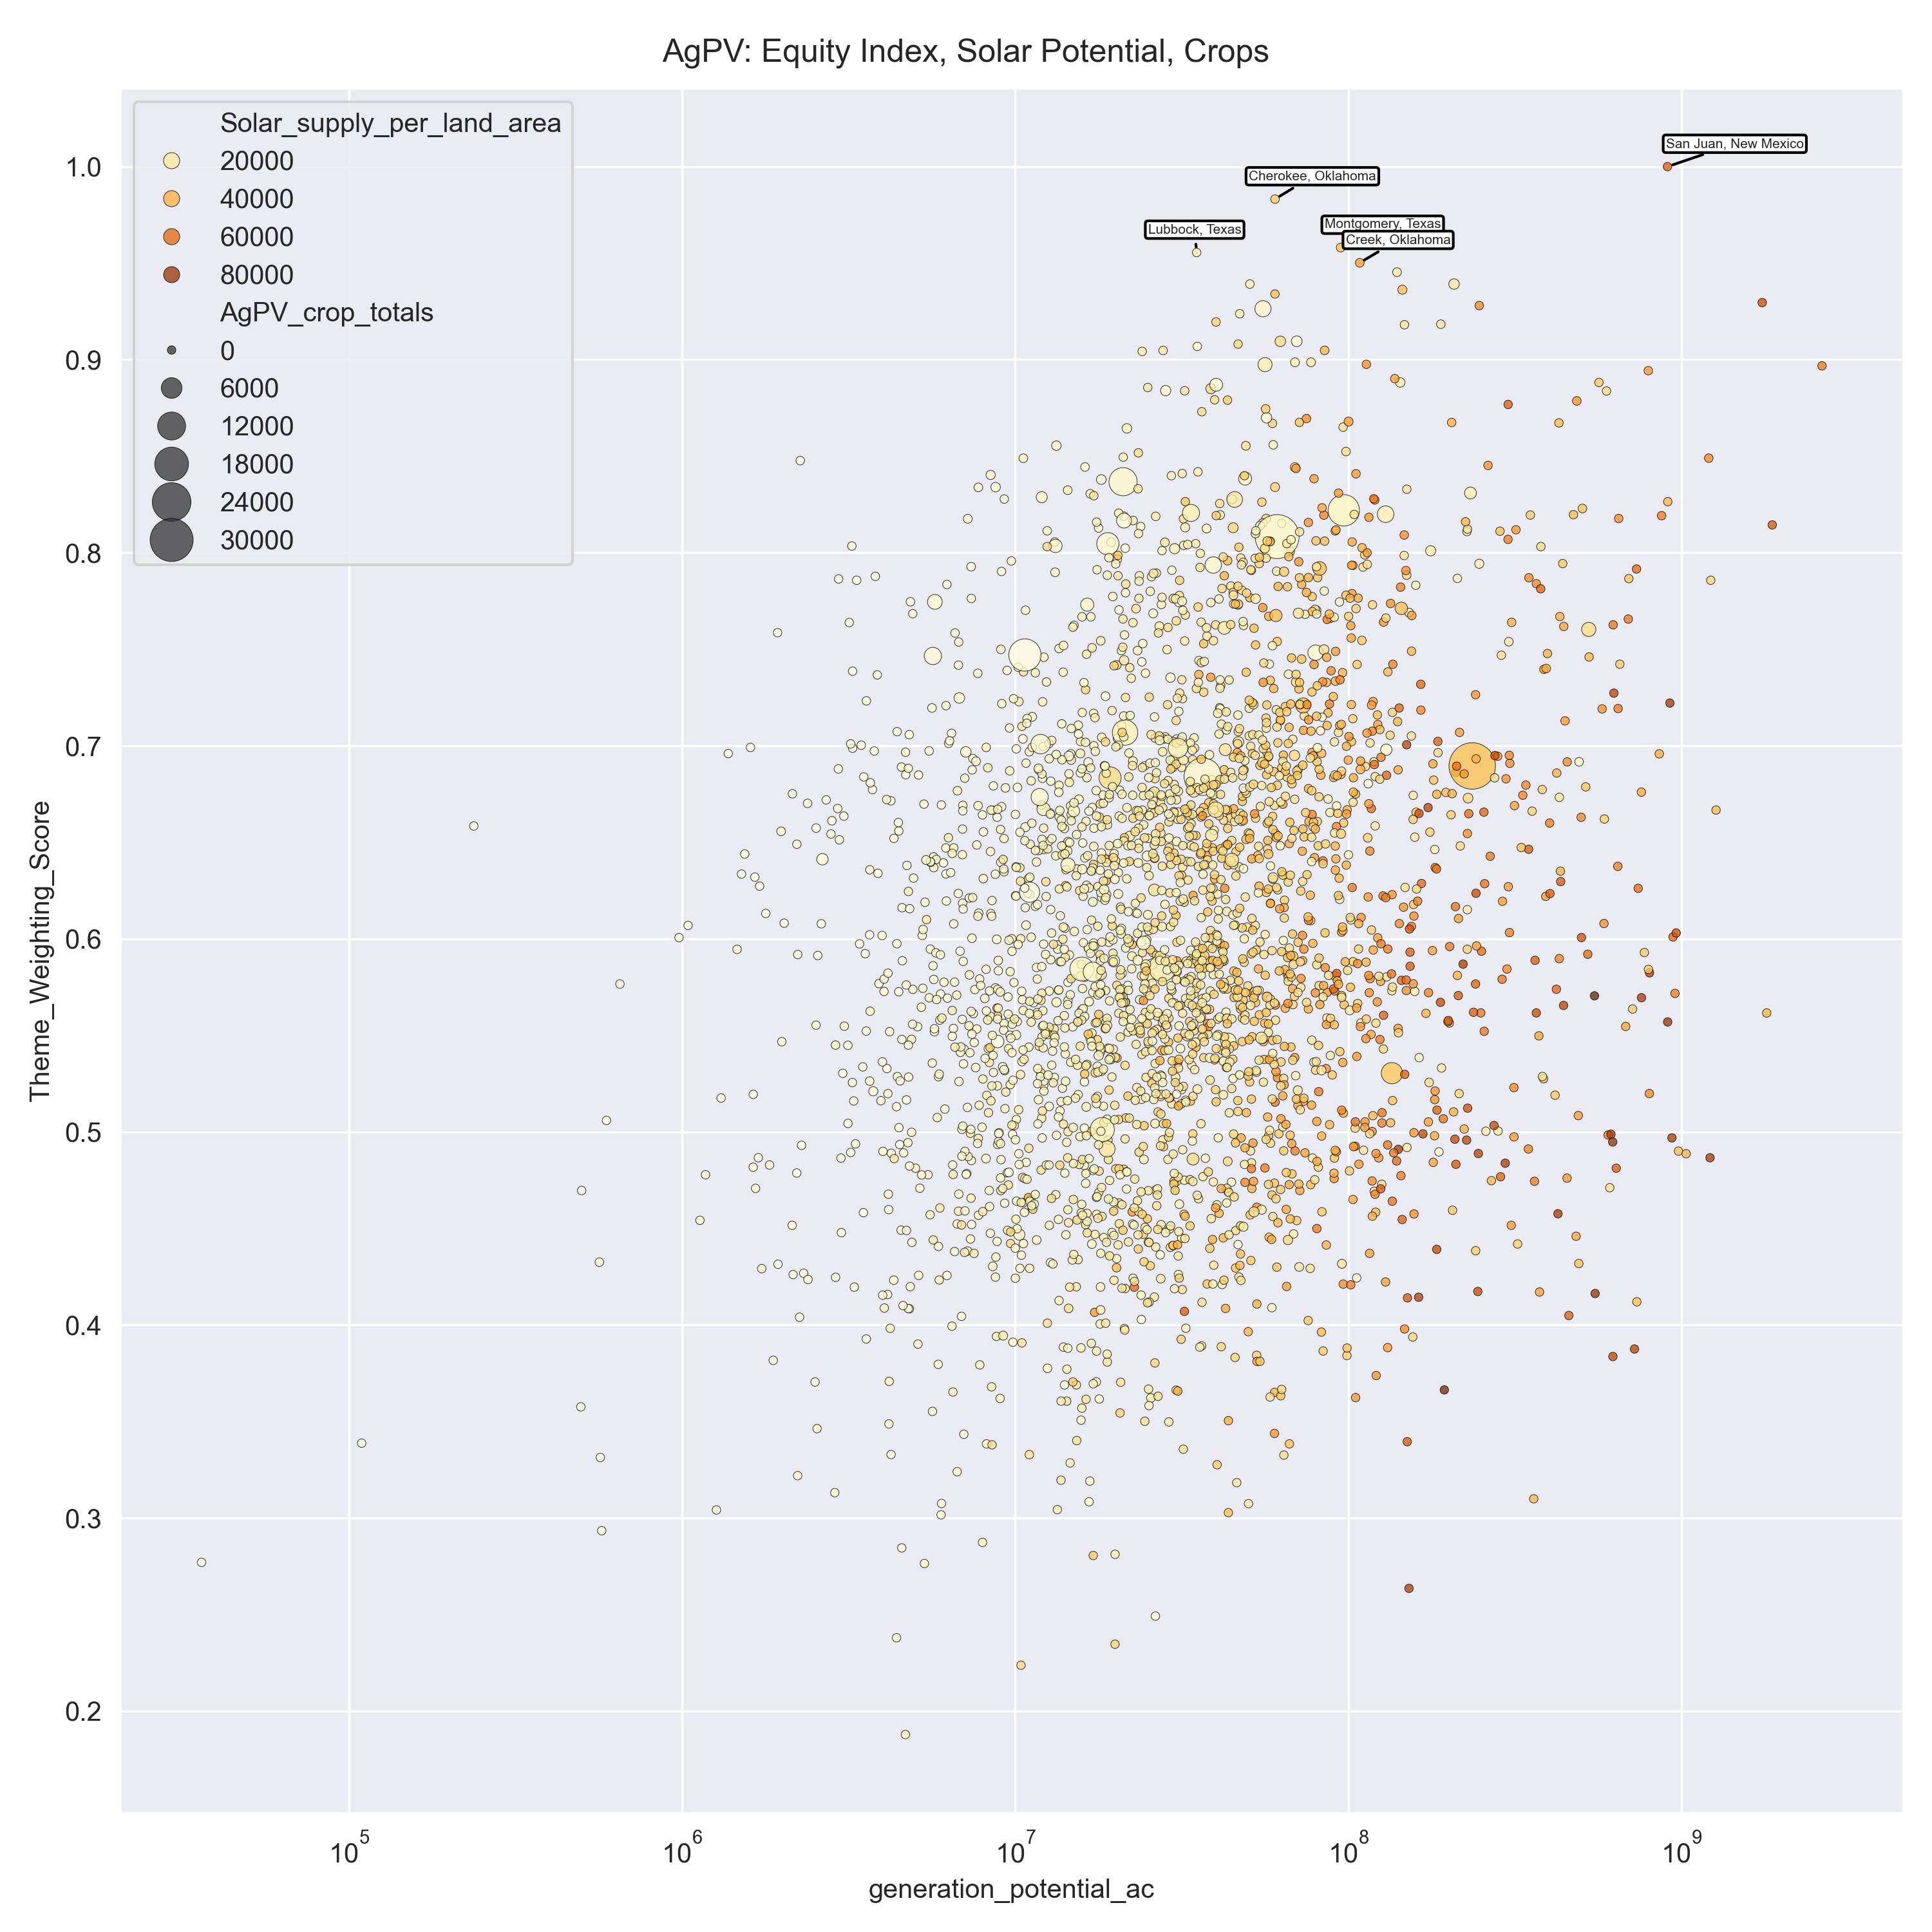 AgPV: Equity Index, Solar Potential, Crops
Solar_supply_per_land_area
20000
40000
60000
80000
AgPV_crop_totals
0
6000
12000
18000
24000
30000
San Juan, New Mexico
Cherokee, Oklahoma
Montgomery, Texas
Lubbock, Texas
Creek, Oklahoma
Theme_Weighting_Score
1.0
0.9
0.8
0.7
0.6
0.5
0.4
0.3
0.2
10^5
10^6
10^7
10^8
10^9
generation_potential_ac